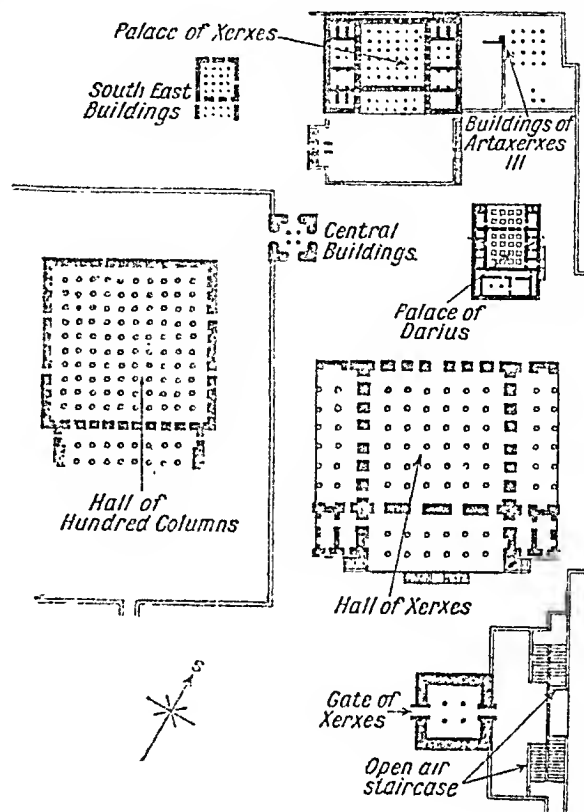 Palace of Xerxes
South East
Buildings
Buildings of
Artaxerxes
III
Central
Buildings.
Palace of
Darius
Hall of
Hundred Columns
Hall of Xerxes
S
Gate of
Xerxes
Open air
staircase